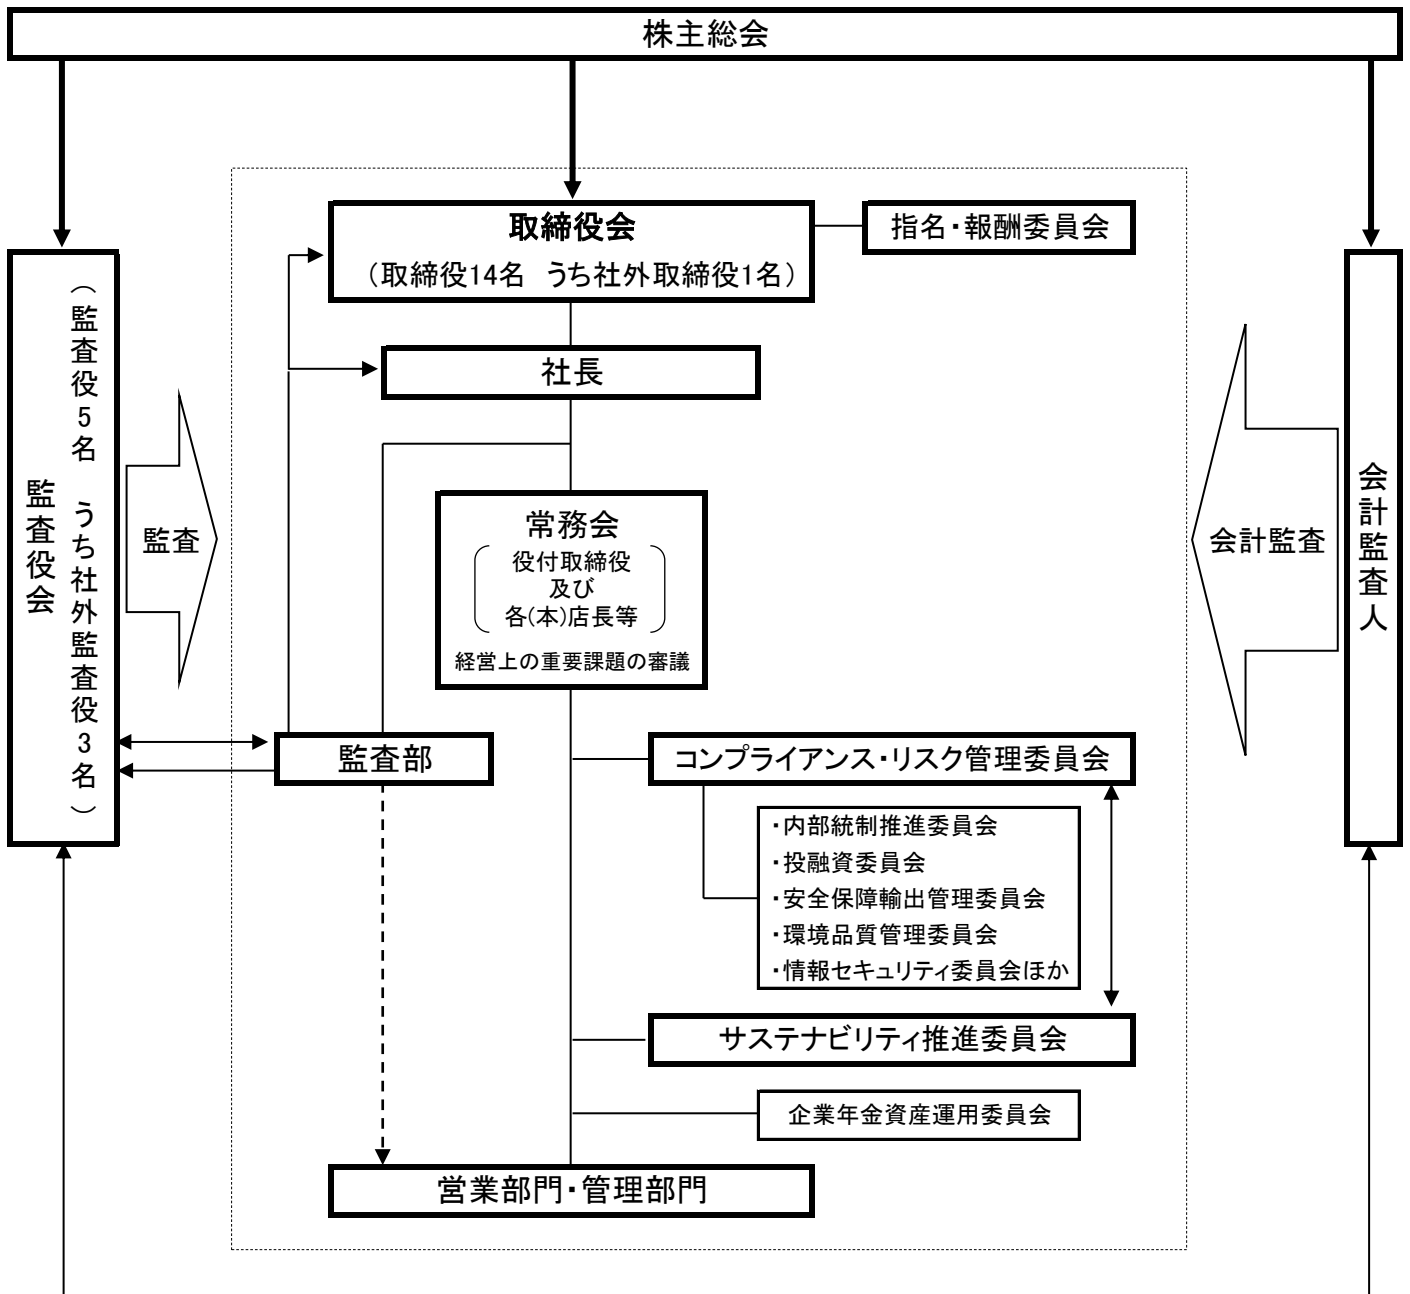 株主総会
取締役会
（取締役14名　うち社外取締役1名）
指名・報酬委員会
社長
監査役会
（監査役5名　うち社外監査役3名）
監査
常務会
役付取締役
及び
各(本)店長等
経営上の重要課題の審議
会計監査
会計監査人
監査部
コンプライアンス・リスク管理委員会
・内部統制推進委員会
・投融資委員会
・安全保障輸出管理委員会
・環境品質管理委員会
・情報セキュリティ委員会ほか
サステナビリティ推進委員会
企業年金資産運用委員会
営業部門・管理部門